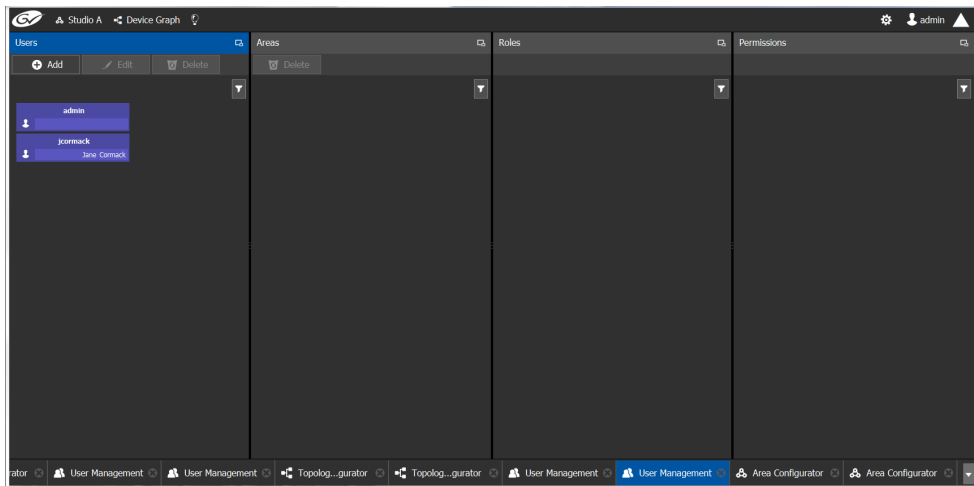 GV Studio A Device Graph admin
Users Areas Roles Permissions
Add Edit Delete Delete
admin
jcormack
Jane Cormack
rator User Management User Management Topolog...gurator Topolog...gurator User Management User Management Area Configurator Area Configurator